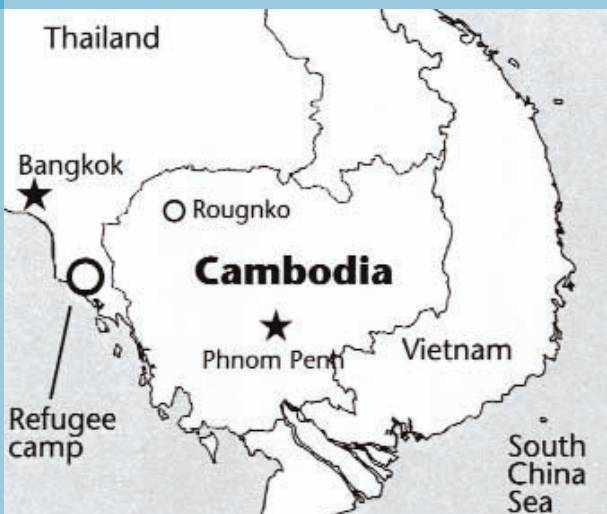 Thailand
Bangkok
Rougnko
Cambodia
Phnom Penh
Vietnam
Refugee
camp
South
China
Sea